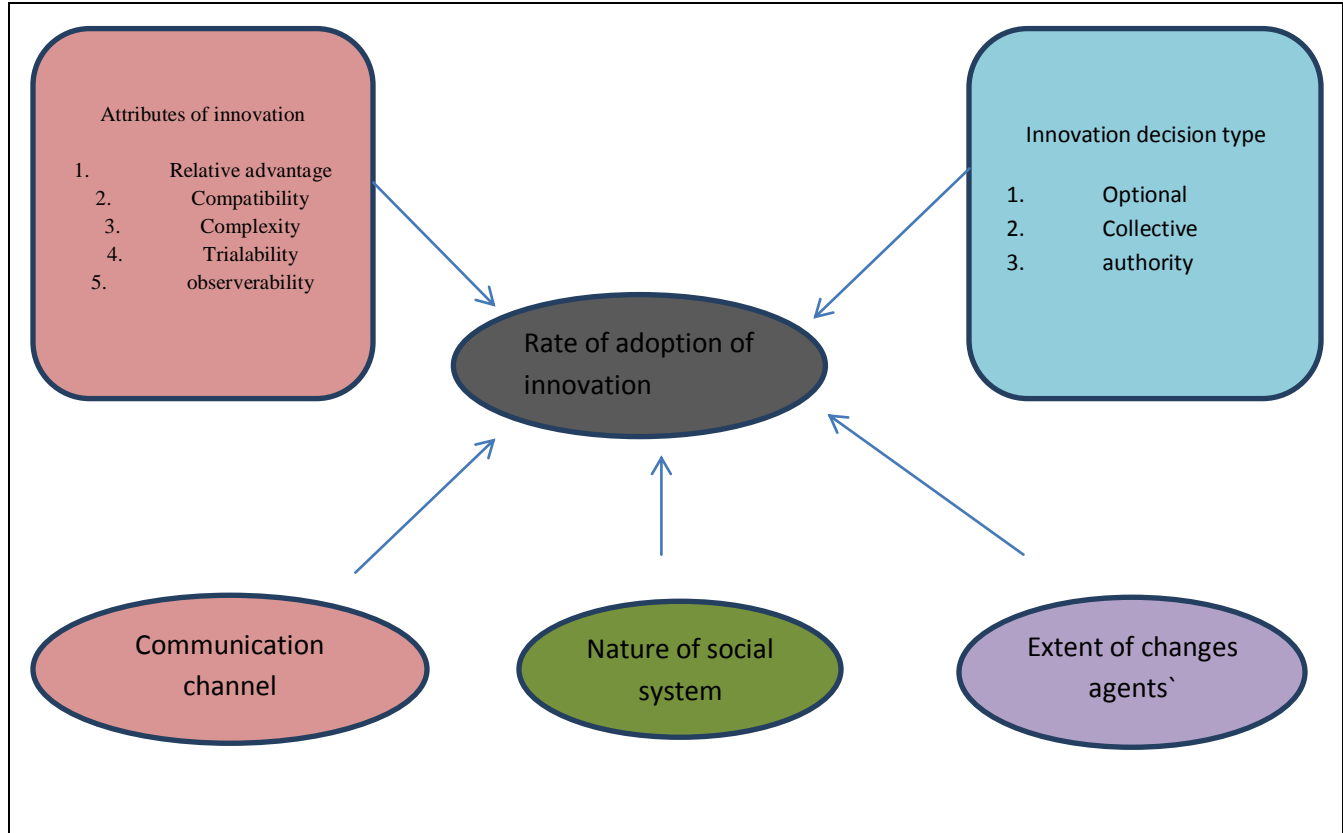 Attributes of innovation
1. Relative advantage
2. Compatibility
3. Complexity
4. Trialability
5. observerability
Innovation decision type
1. Optional
2. Collective
3. authority
Rate of adoption of
innovation
Communication
channel
Nature of social
system
Extent of changes
agents`